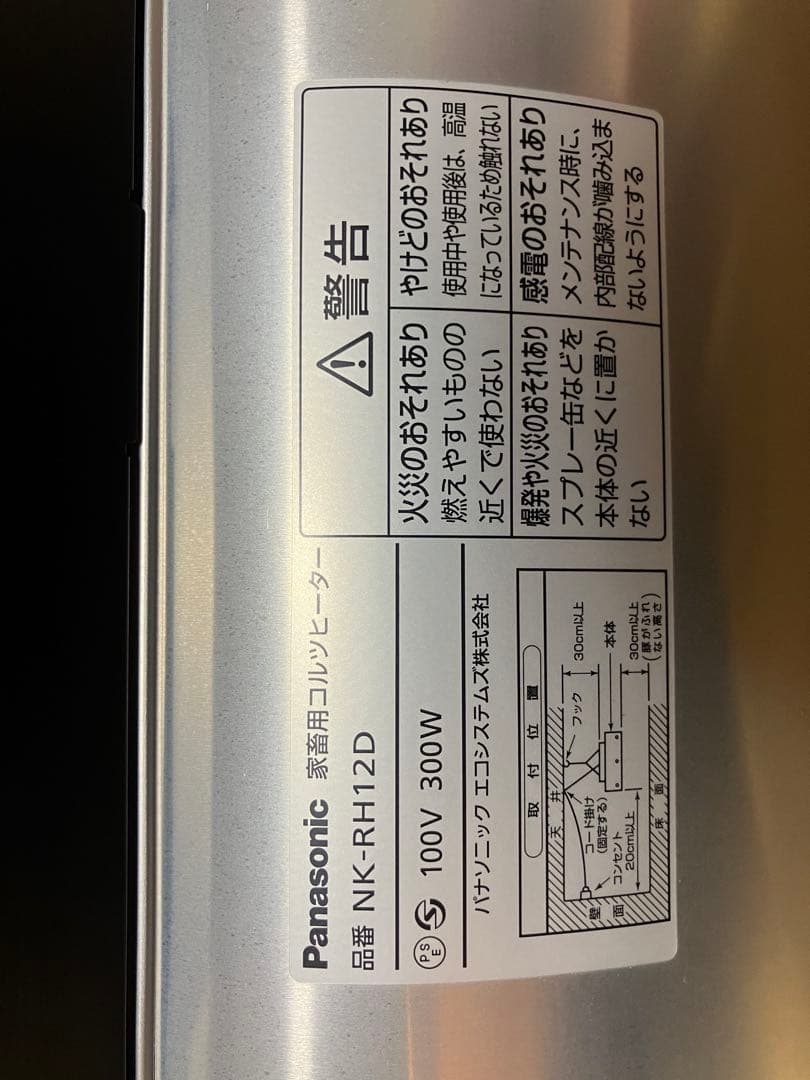 Panasonic 家畜用コルツヒーター
品番 NK-RH12D
PSE 100V 300W
パナソニック エコシステムズ株式会社
取付位置
天井
フック
30cm以上
コード掛け
(固定する)
本体
コンセント
20cm以上
30cm以上
(豚がふれ
ない高さ)
壁面
床面
警告
火災のおそれあり
燃えやすいものの
近くで使わない
やけどのおそれあり
使用中や使用後は、高温
になっているため触れない
爆発や火災のおそれあり
スプレー缶などを
本体の近くに置か
ない
感電のおそれあり
メンテナンス時に、
内部配線が噛み込ま
ないようにする